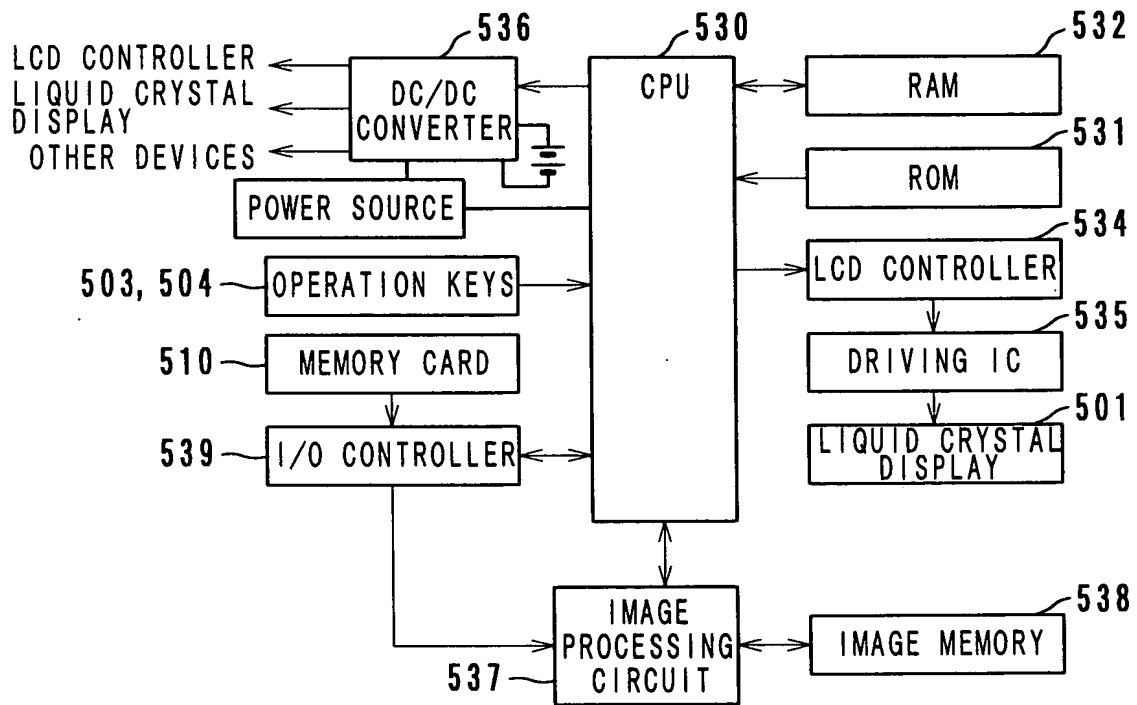 536
530
532
LCD CONTROLLER
LIQUID CRYSTAL
DISPLAY
OTHER DEVICES
DC/DC
CONVERTER
CPU
RAM
531
ROM
POWER SOURCE
534
LCD CONTROLLER
503, 504
OPERATION KEYS
535
DRIVING IC
510
MEMORY CARD
501
LIQUID CRYSTAL
DISPLAY
539
I/O CONTROLLER
IMAGE
PROCESSING
CIRCUIT
537
538
IMAGE MEMORY